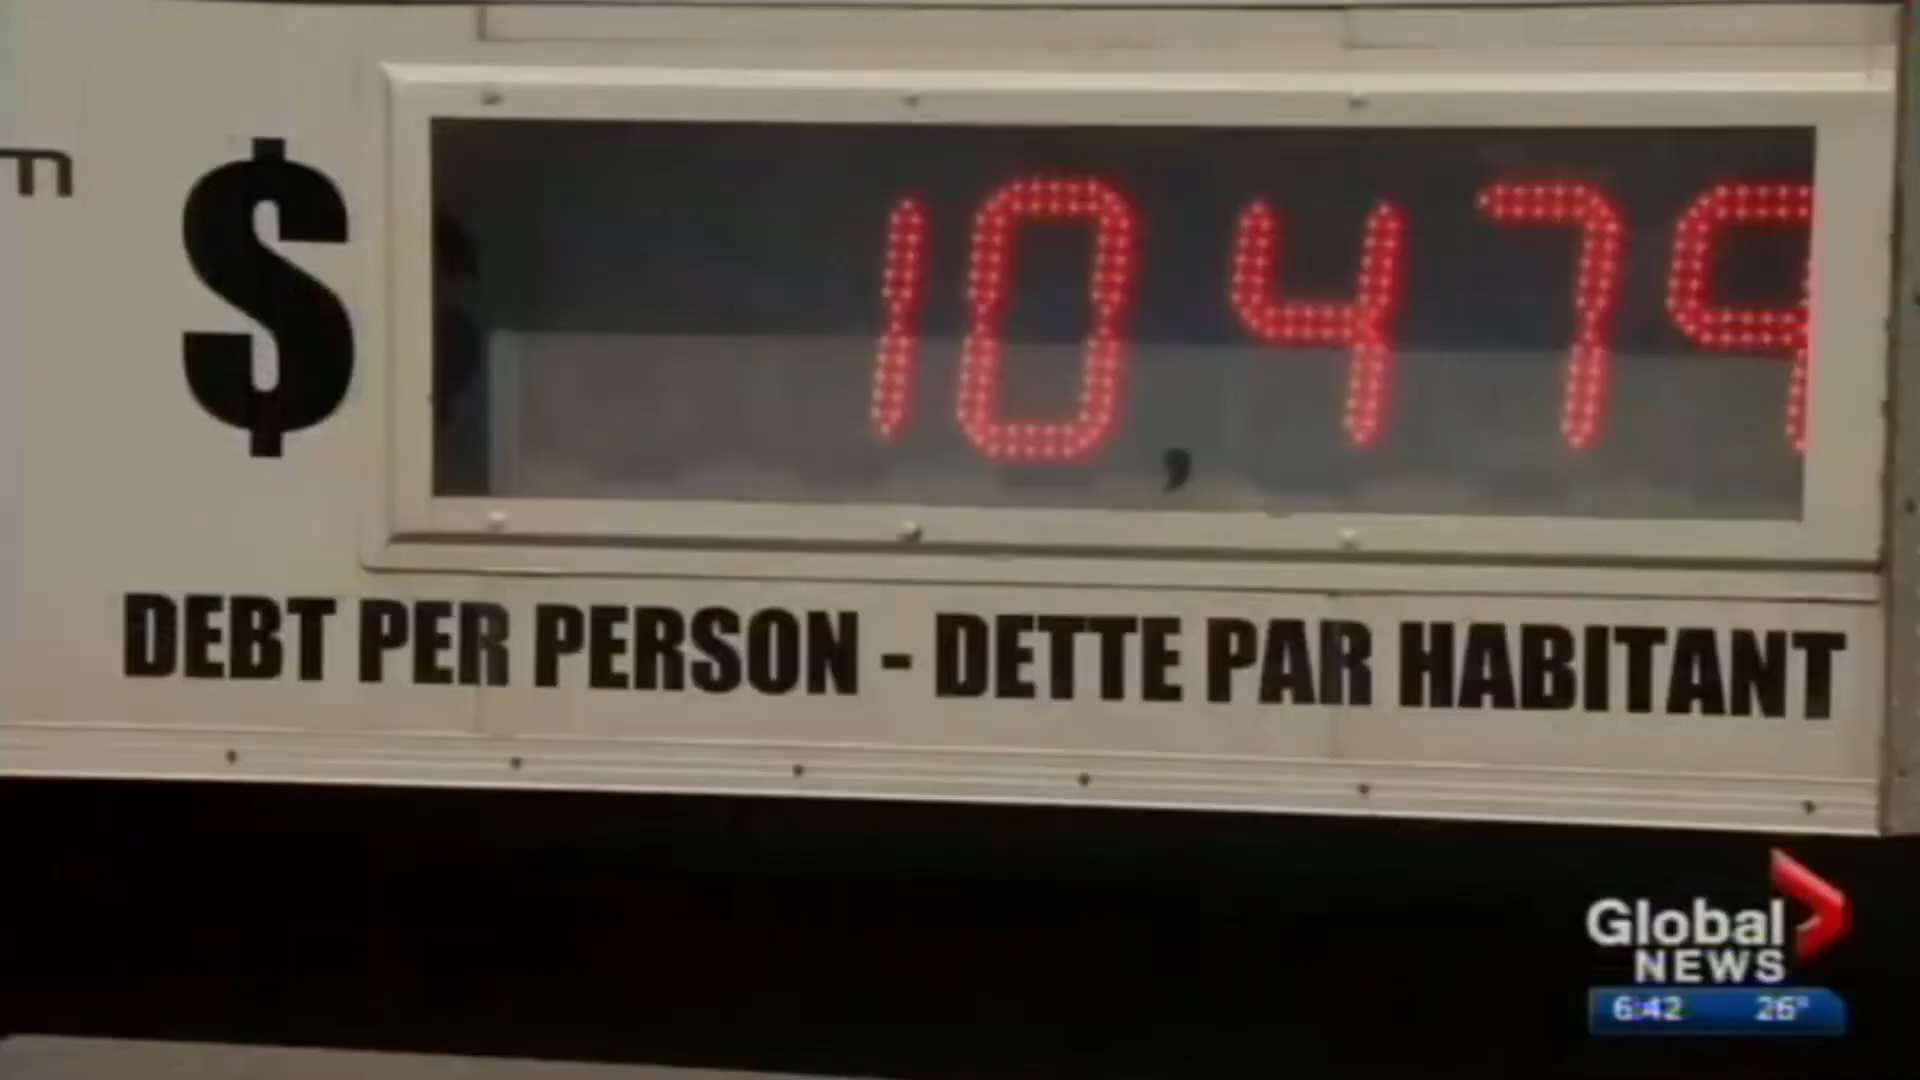 m
$ 10,479
DEBT PER PERSON - DETTE PAR HABITANT
Global
NEWS
6:42 26°